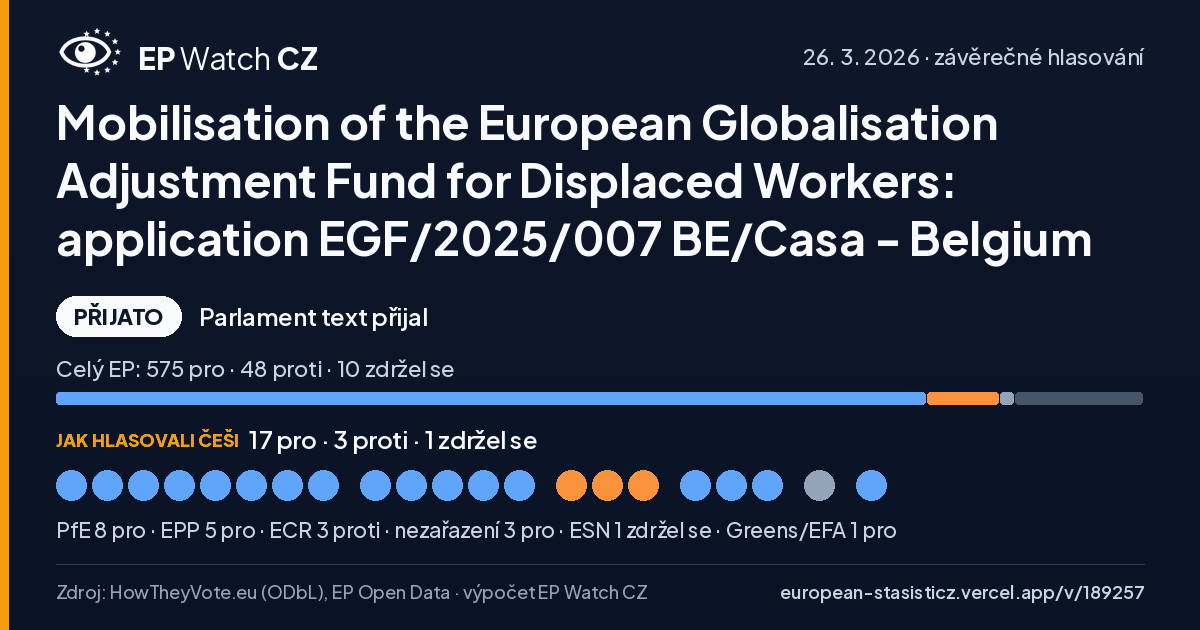 EP Watch CZ
26. 3. 2026 · závěrečné hlasování
Mobilisation of the European Globalisation
Adjustment Fund for Displaced Workers:
application EGF/2025/007 BE/Casa - Belgium
PŘIJATO Parlament text přijal
Celý EP: 575 pro · 48 proti · 10 zdržel se
JAK HLASOVALI ČEŠI 17 pro · 3 proti · 1 zdržel se
PfE 8 pro · EPP 5 pro · ECR 3 proti · nezařazení 3 pro · ESN 1 zdržel se · Greens/EFA 1 pro
Zdroj: HowTheyVote.eu (ODbL), EP Open Data · výpočet EP Watch CZ
european-stasisticz.vercel.app/v/189257